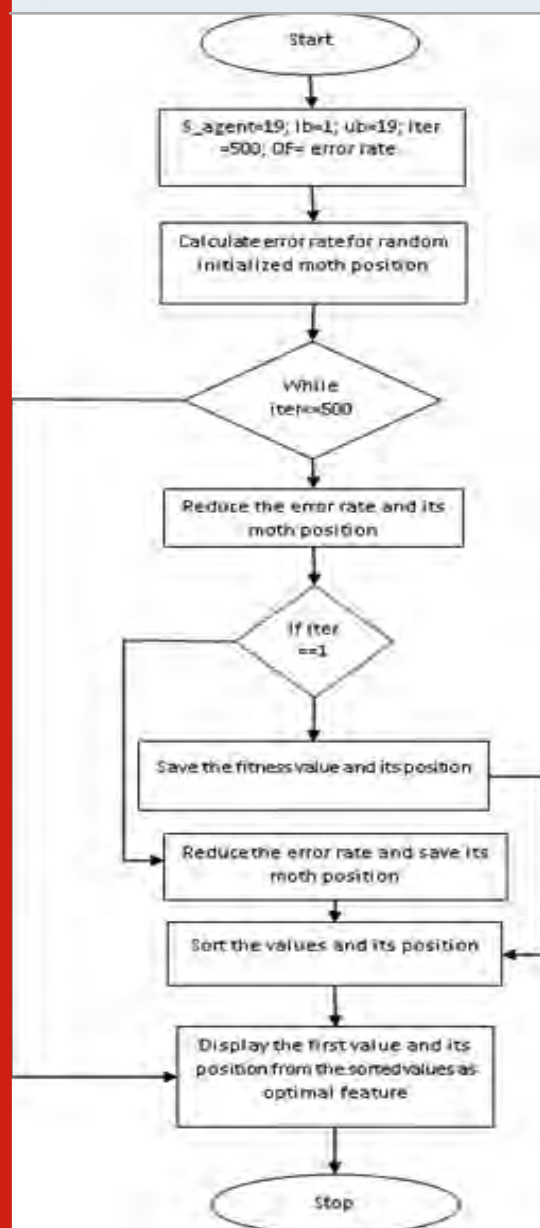 Start
S_agent=19; lb=1; ub=19; iter
=500; OF= error rate
Calculate error rate for random
initialized moth position
While
iter<=500
Reduce the error rate and its
moth position
If iter
==1
Save the fitness value and its position
Reduce the error rate and save its
moth position
Sort the values and its position
Display the first value and its
position from the sorted values as
optimal feature
Stop